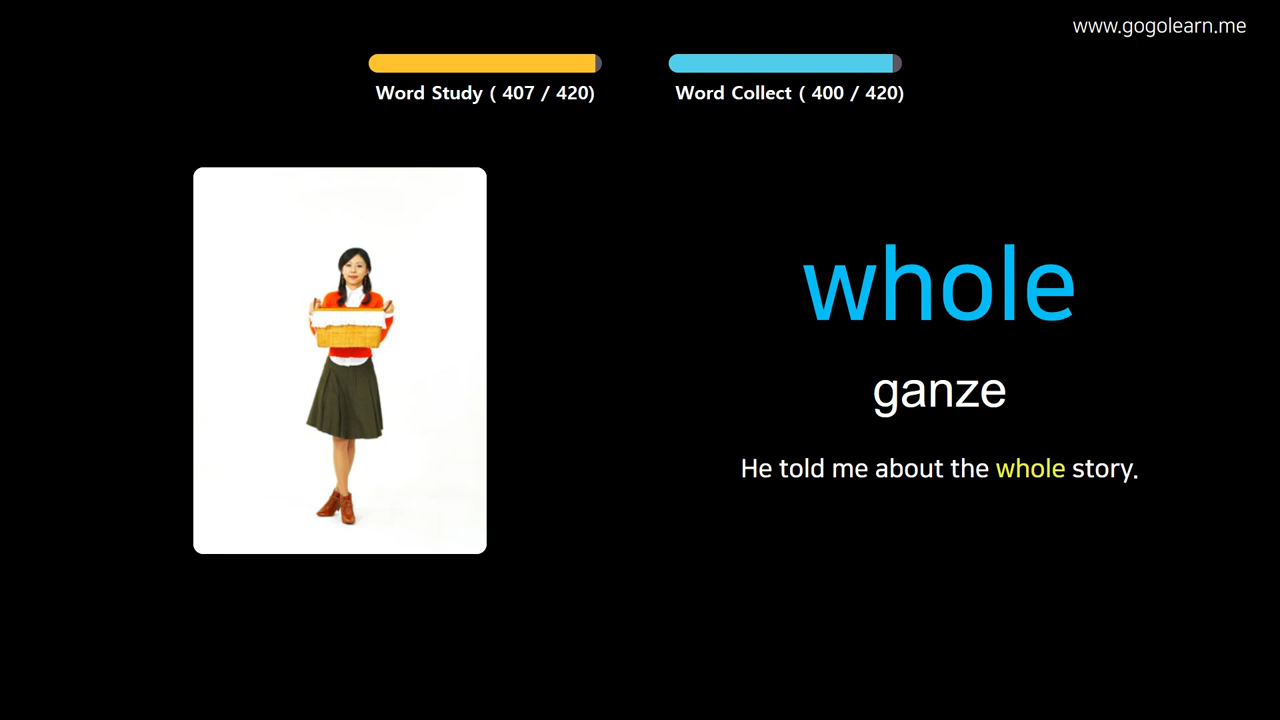 www.gogolearn.me
Word Study ( 407 / 420)
Word Collect ( 400 / 420)
whole
ganze
He told me about the whole story.